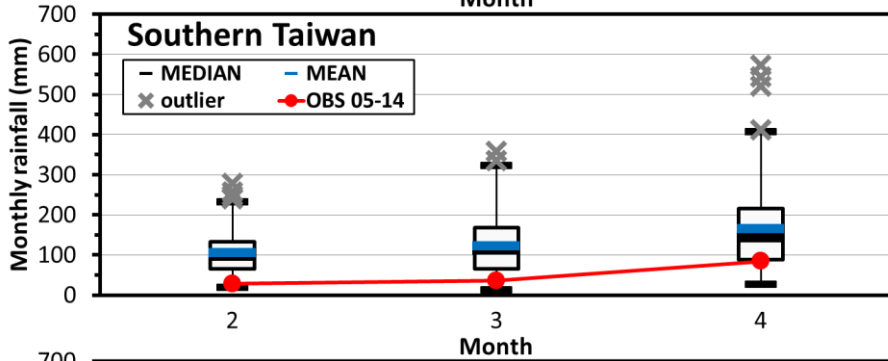 Month
700
Southern Taiwan
600
MEDIAN MEAN
500
outlier OBS 05-14
400
300
200
100
0
Monthly rainfall (mm)
2 3 4
Month
700